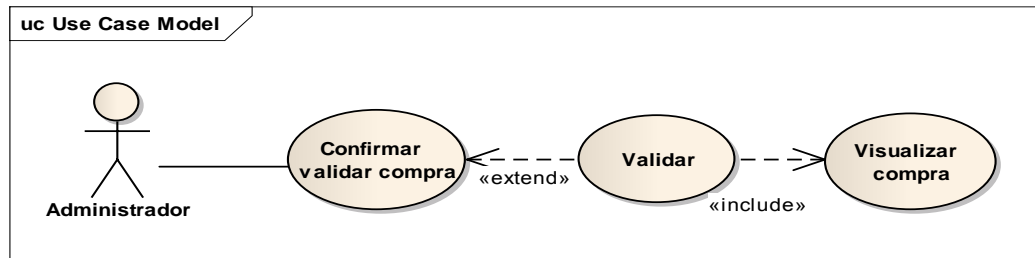 uc Use Case Model
Administrador
Confirmar
validar compra
«extend»
Validar
«include»
Visualizar
compra